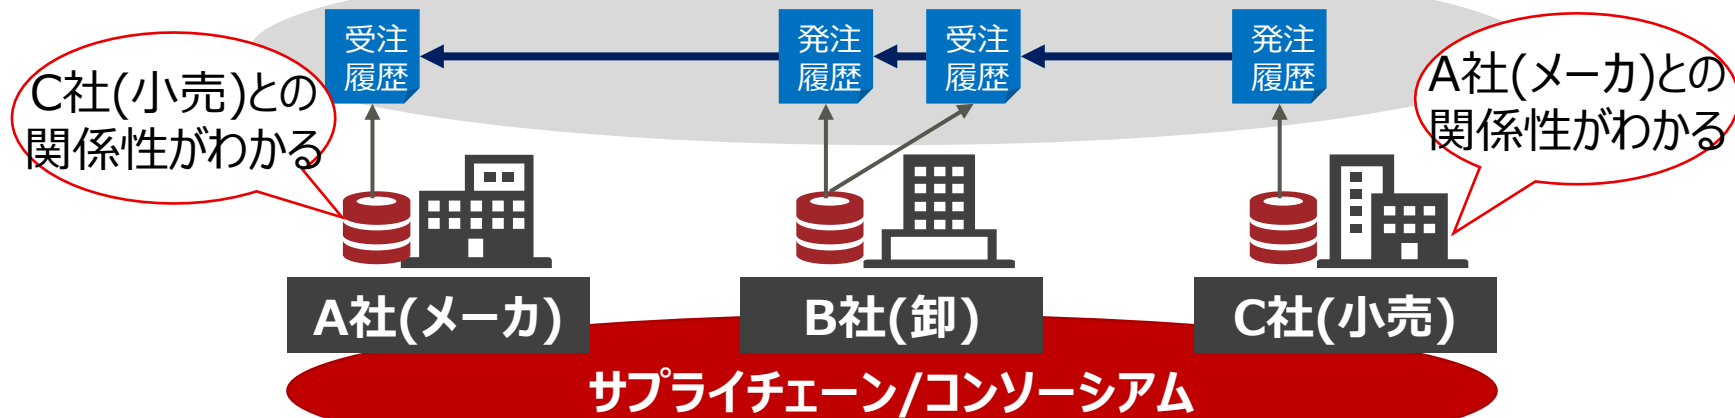 受注
履歴
発注
履歴
受注
履歴
発注
履歴
C社(小売)との
関係性がわかる
A社(メーカ)との
関係性がわかる
A社(メーカ)
B社(卸)
C社(小売)
サプライチェーン/コンソーシアム